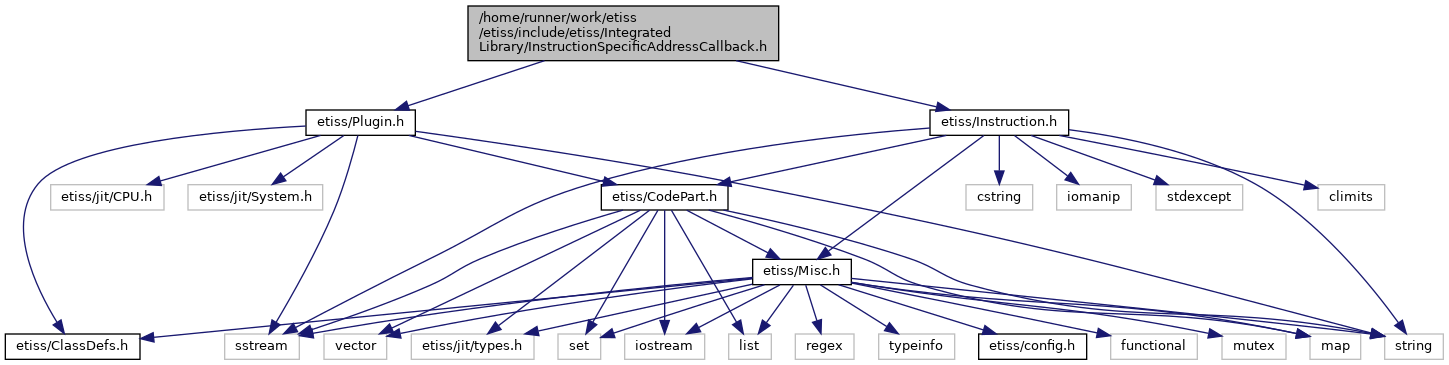 /home/runner/work/etiss
/etiss/include/etiss/Integrated
Library/InstructionSpecificAddressCallback.h
etiss/Plugin.h
etiss/Instruction.h
etiss/jit/CPU.h
etiss/jit/System.h
etiss/CodePart.h
cstring
iomanip
stdexcept
climits
etiss/Misc.h
etiss/ClassDefs.h
sstream
vector
etiss/jit/types.h
set
iostream
list
regex
typeinfo
etiss/config.h
functional
mutex
map
string